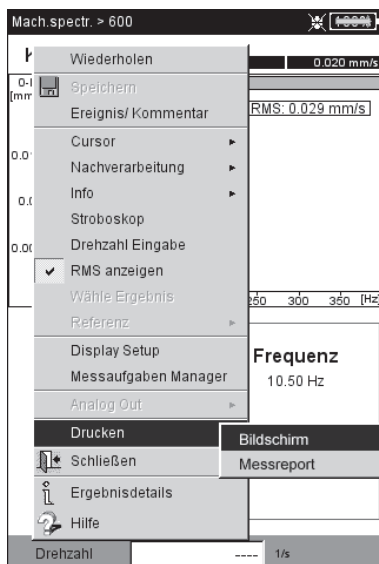 Mach.spectr. > 600
100%
0.020 mm/s
Wiederholen
Speichern
Ereignis/ Kommentar
RMS: 0.029 mm/s
Cursor
Nachverarbeitung
Info
Stroboskop
Drehzahl Eingabe
RMS anzeigen
Wähle Ergebnis
250 300 350 [Hz]
Referenz
Display Setup
Messaufgaben Manager
Frequenz
10.50 Hz
Analog Out
Drucken
Bildschirm
Messreport
Schließen
Ergebnisdetails
Hilfe
Drehzahl ---- 1/s